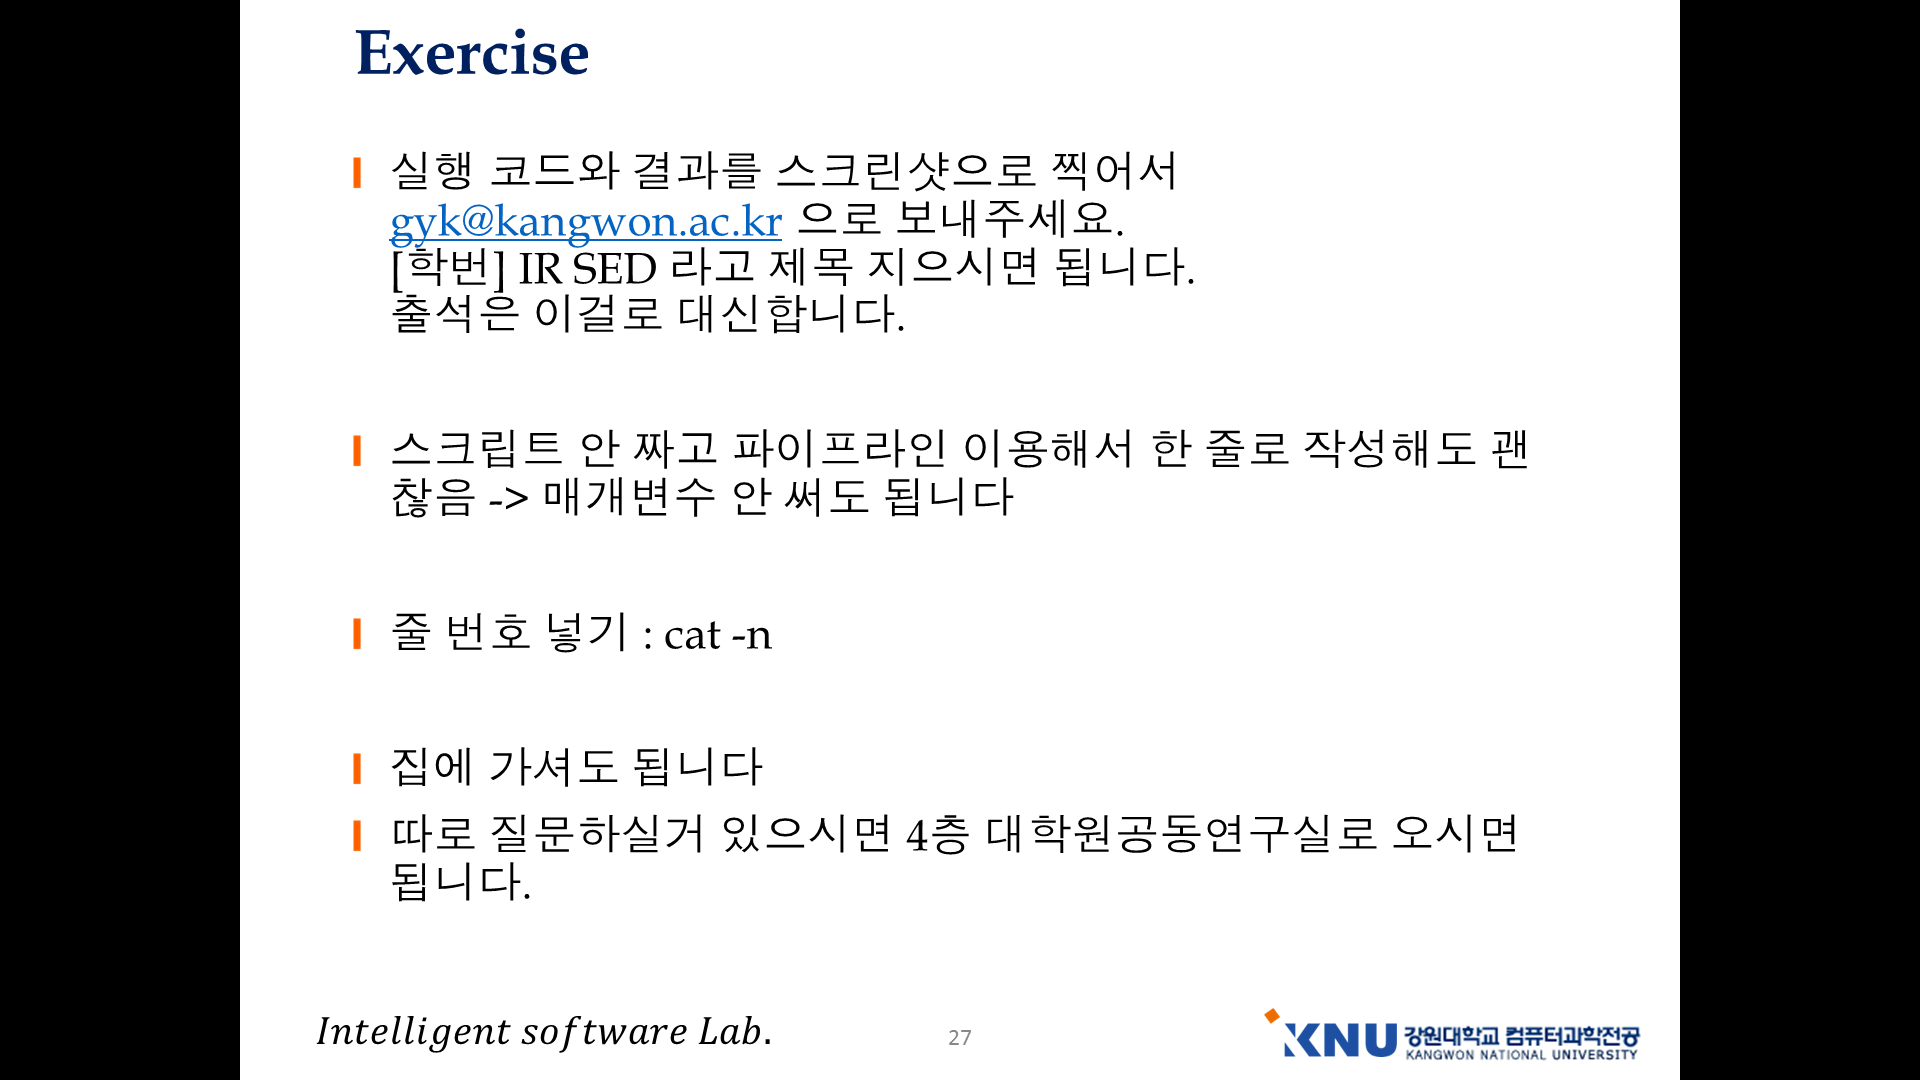 Exercise
실행 코드와 결과를 스크린샷으로 찍어서
gyk@kangwon.ac.kr 으로 보내주세요.
[학번] IR SED 라고 제목 지으시면 됩니다.
출석은 이걸로 대신합니다.
스크립트 안 짜고 파이프라인 이용해서 한 줄로 작성해도 괜
찮음 -> 매개변수 안 써도 됩니다
줄 번호 넣기 : cat -n
집에 가셔도 됩니다
따로 질문하실거 있으시면 4층 대학원공동연구실로 오시면
됩니다.
Intelligent software Lab.
27
KNU 강원대학교 컴퓨터과학전공
KANGWON NATIONAL UNIVERSITY